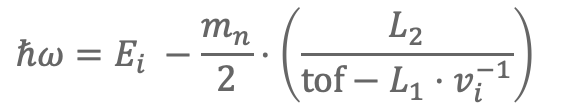 ħω = E_i − m_n/2 · (L_2/(tof − L_1 · v_i^{-1}))